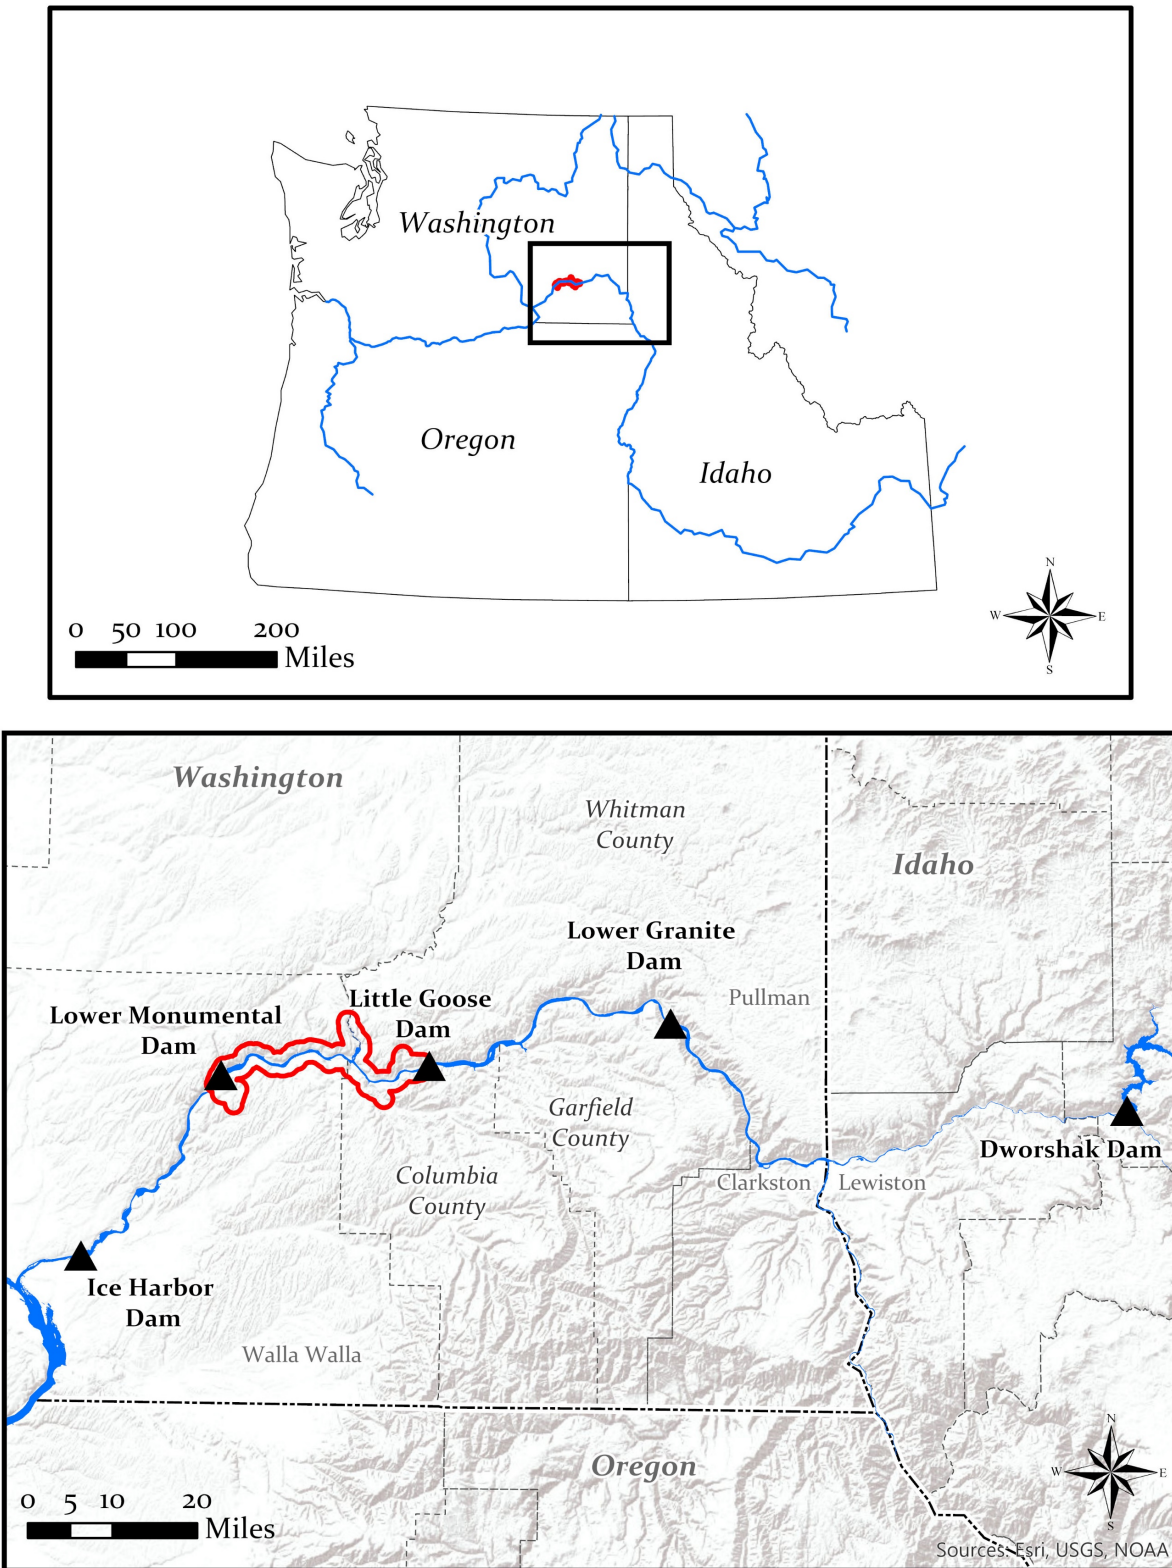 Washington
Oregon
Idaho
N
W E
S
0 50 100 200
Miles
Washington
Whitman
County
Idaho
Lower Granite
Dam
Pullman
Little Goose
Dam
Lower Monumental
Dam
Garfield
County
Dworshak Dam
Columbia
County
Clarkston
Lewiston
Ice Harbor
Dam
Walla Walla
Oregon
N
W E
S
0 5 10 20
Miles
Sources: Esri, USGS, NOAA